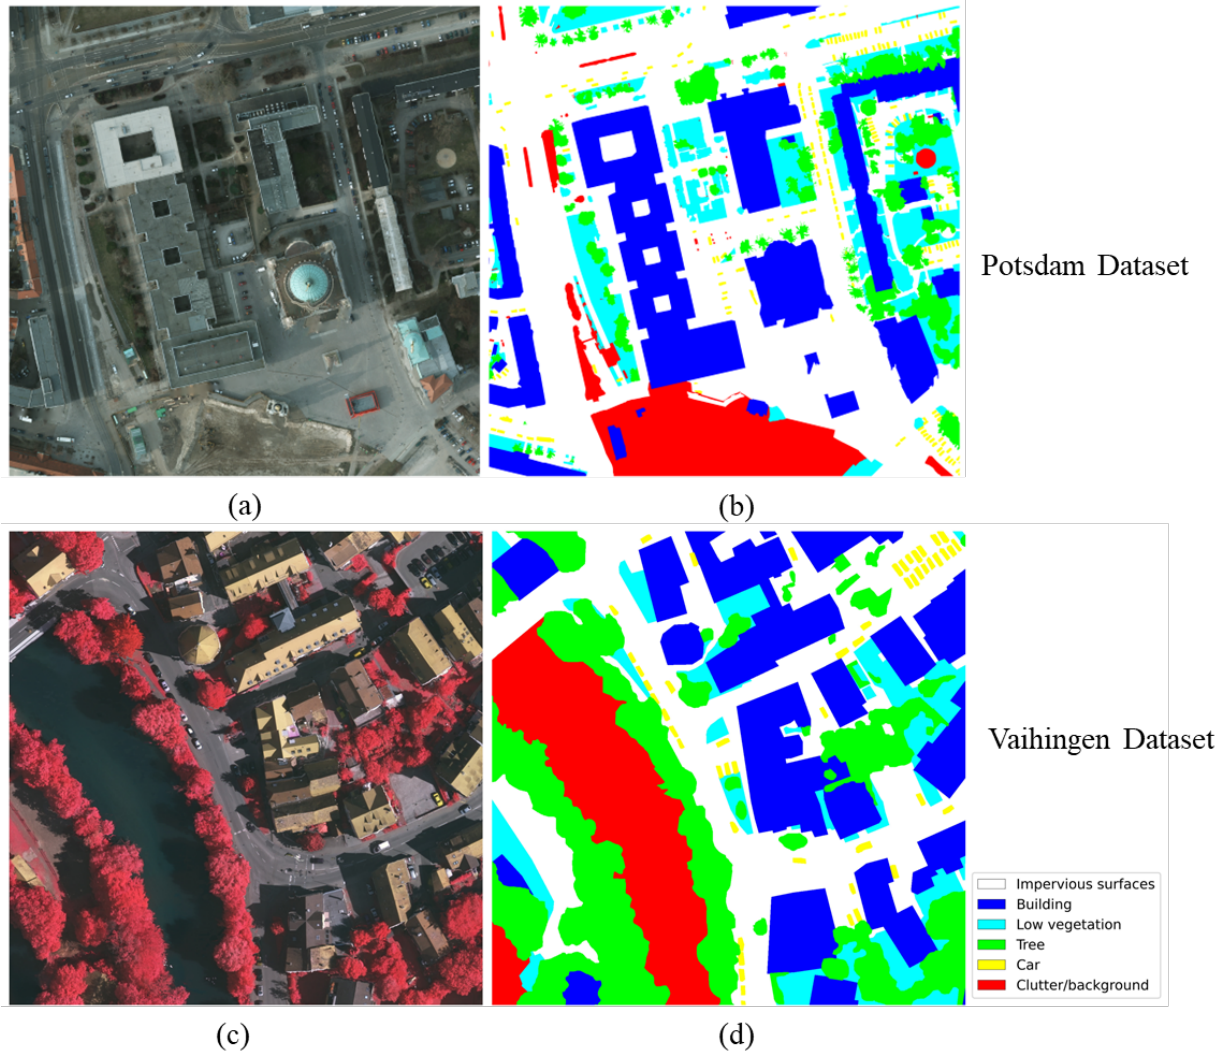 Potsdam Dataset
(a)
(b)
Vaihingen Dataset
Impervious surfaces
Building
Low vegetation
Tree
Car
Clutter/background
(c)
(d)